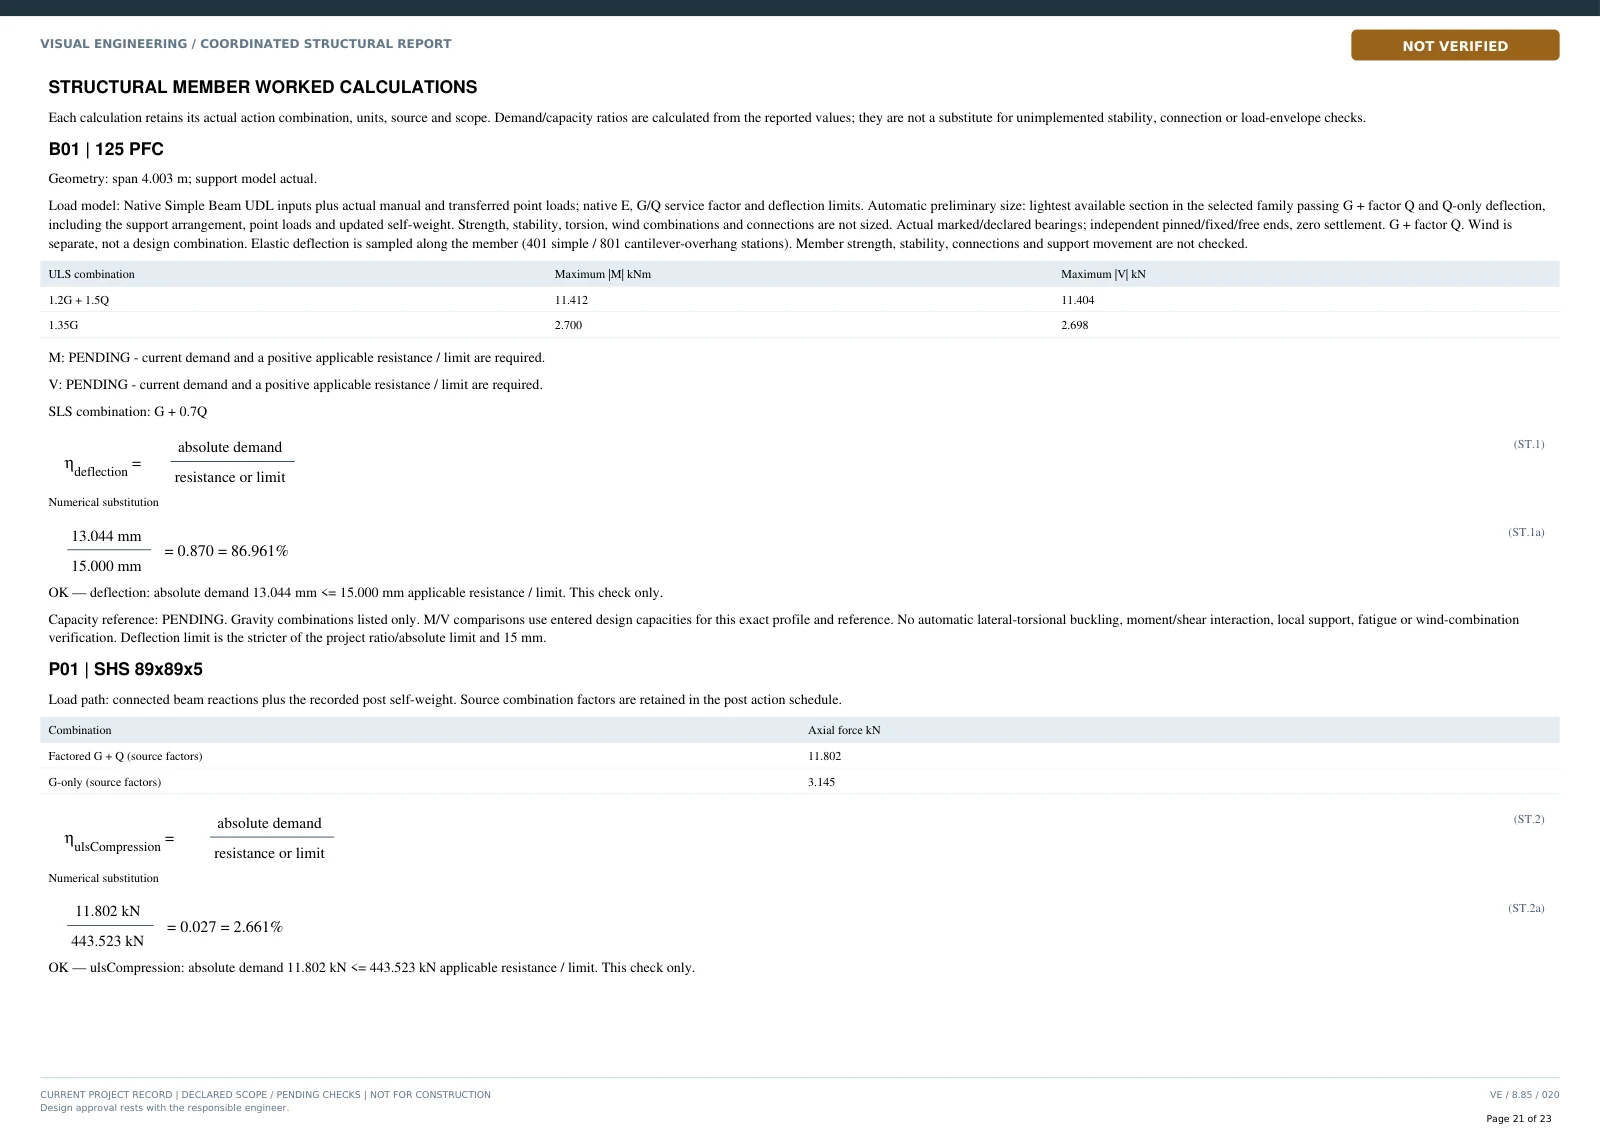 VISUAL ENGINEERING / COORDINATED STRUCTURAL REPORT
NOT VERIFIED
STRUCTURAL MEMBER WORKED CALCULATIONS
Each calculation retains its actual action combination, units, source and scope. Demand/capacity ratios are calculated from the reported values; they are not a substitute for unimplemented stability, connection or load-envelope checks.
B01 | 125 PFC
Geometry: span 4.003 m; support model actual.
Load model: Native Simple Beam UDL inputs plus actual manual and transferred point loads; native E, G/Q service factor and deflection limits. Automatic preliminary size: lightest available section in the selected family passing G + factor Q and Q-only deflection,
including the support arrangement, point loads and updated self-weight. Strength, stability, torsion, wind combinations and connections are not sized. Actual marked/declared bearings; independent pinned/fixed/free ends, zero settlement. G + factor Q. Wind is
separate, not a design combination. Elastic deflection is sampled along the member (401 simple / 801 cantilever-overhang stations). Member strength, stability, connections and support movement are not checked.
ULS combination Maximum |M| kNm Maximum |V| kN
1.2G + 1.5Q 11.412 11.404
1.35G 2.700 2.698
M: PENDING - current demand and a positive applicable resistance / limit are required.
V: PENDING - current demand and a positive applicable resistance / limit are required.
SLS combination: G + 0.7Q
absolute demand (ST.1)
ηdeflection =
resistance or limit
Numerical substitution
13.044 mm (ST.1a)
= 0.870 = 86.961%
15.000 mm
OK — deflection: absolute demand 13.044 mm <= 15.000 mm applicable resistance / limit. This check only.
Capacity reference: PENDING. Gravity combinations listed only. M/V comparisons use entered design capacities for this exact profile and reference. No automatic lateral-torsional buckling, moment/shear interaction, local support, fatigue or wind-combination
verification. Deflection limit is the stricter of the project ratio/absolute limit and 15 mm.
P01 | SHS 89x89x5
Load path: connected beam reactions plus the recorded post self-weight. Source combination factors are retained in the post action schedule.
Combination Axial force kN
Factored G + Q (source factors) 11.802
G-only (source factors) 3.145
absolute demand (ST.2)
ηulsCompression =
resistance or limit
Numerical substitution
11.802 kN (ST.2a)
= 0.027 = 2.661%
443.523 kN
OK — ulsCompression: absolute demand 11.802 kN <= 443.523 kN applicable resistance / limit. This check only.
CURRENT PROJECT RECORD | DECLARED SCOPE / PENDING CHECKS | NOT FOR CONSTRUCTION
VE / 8.85 / 020
Design approval rests with the responsible engineer.
Page 21 of 23